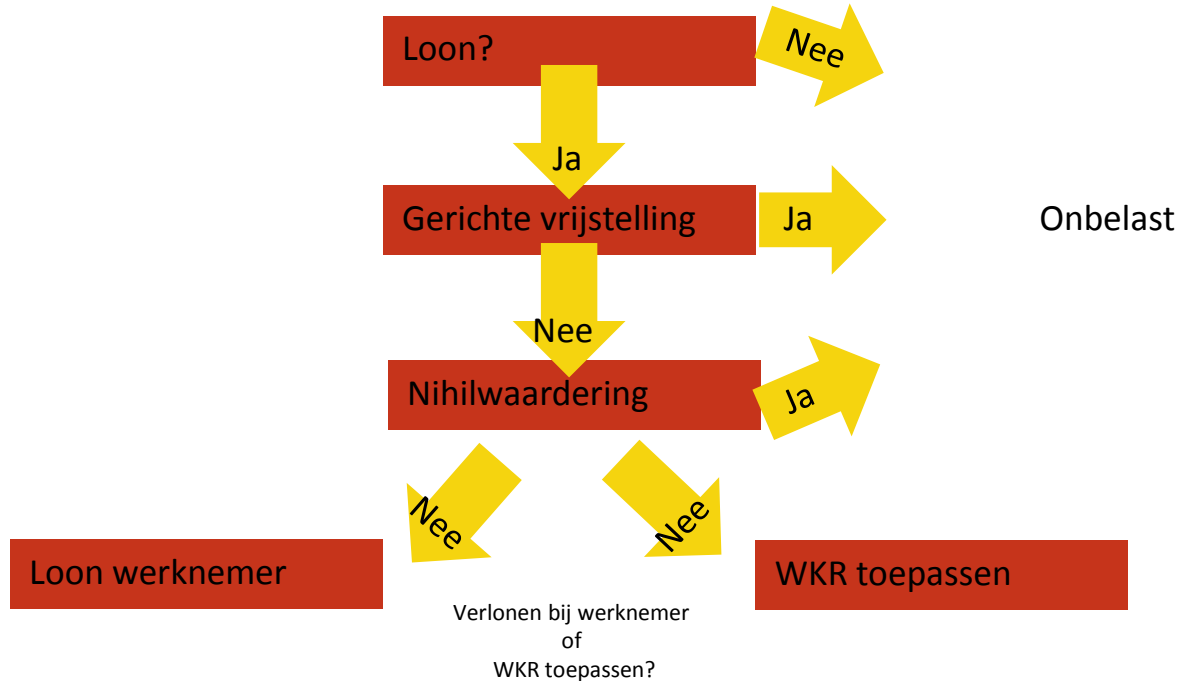 Loon?
Nee
Ja
Gerichte vrijstelling
Ja
Onbelast
Nee
Nihilwaardering
Ja
Nee
Nee
Loon werknemer
WKR toepassen
Verlonen bij werknemer
of
WKR toepassen?